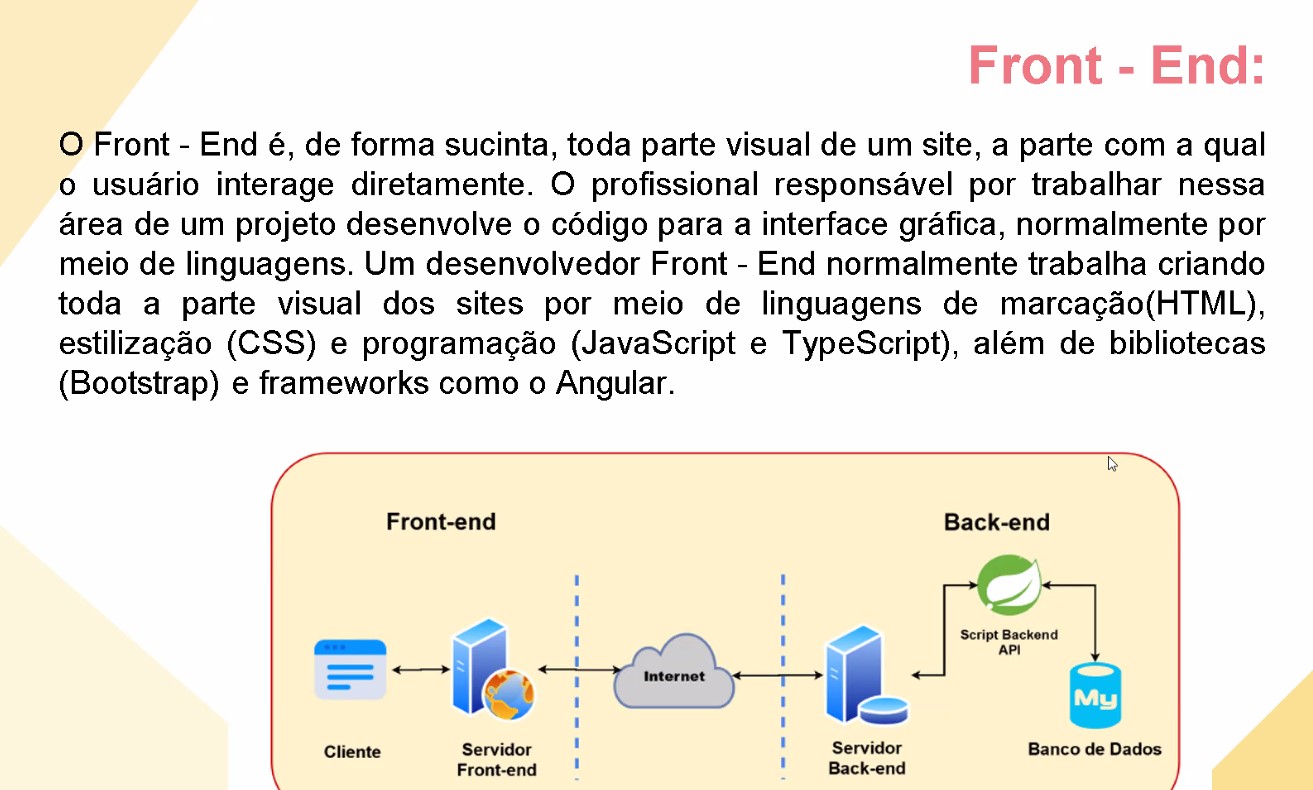 Front - End:
O Front - End é, de forma sucinta, toda parte visual de um site, a parte com a qual
o usuário interage diretamente. O profissional responsável por trabalhar nessa
área de um projeto desenvolve o código para a interface gráfica, normalmente por
meio de linguagens. Um desenvolvedor Front - End normalmente trabalha criando
toda a parte visual dos sites por meio de linguagens de marcação(HTML),
estilização (CSS) e programação (JavaScript e TypeScript), além de bibliotecas
(Bootstrap) e frameworks como o Angular.
Front-end
Back-end
Script Backend
API
Internet
My
Cliente
Servidor
Front-end
Servidor
Back-end
Banco de Dados